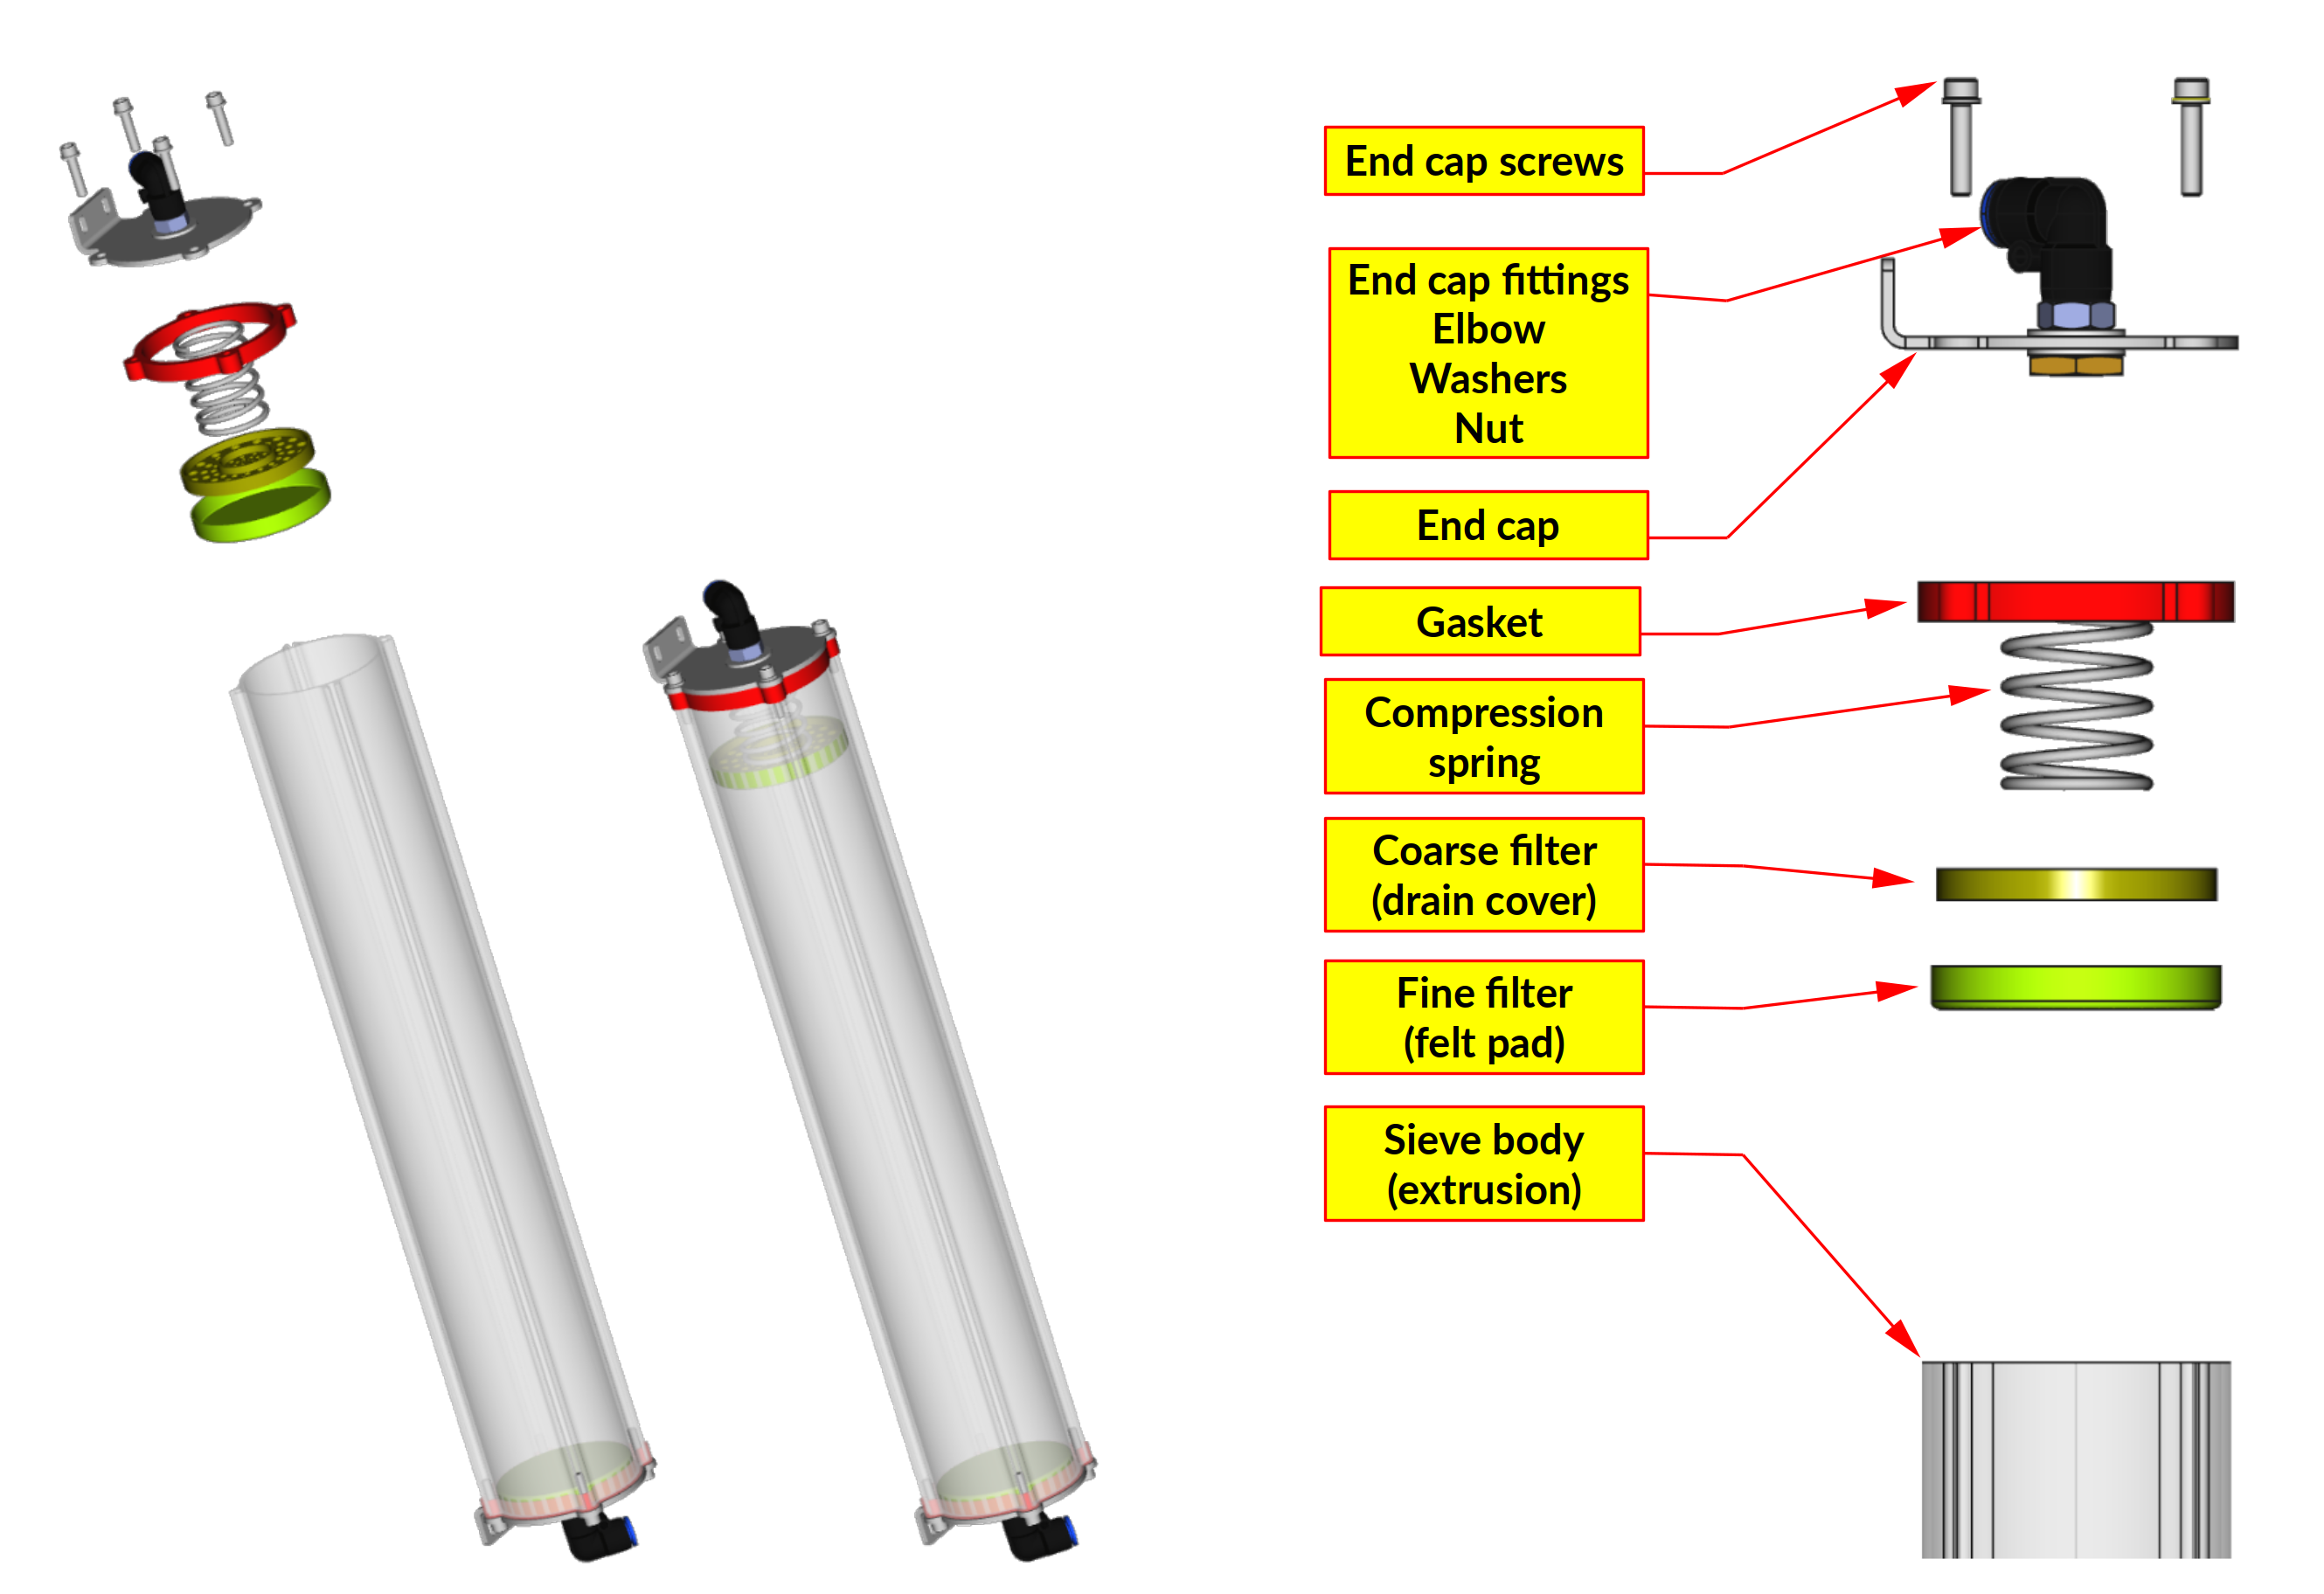 End cap screws
End cap fittings
Elbow
Washers
Nut
End cap
Gasket
Compression
spring
Coarse filter
(drain cover)
Fine filter
(felt pad)
Sieve body
(extrusion)